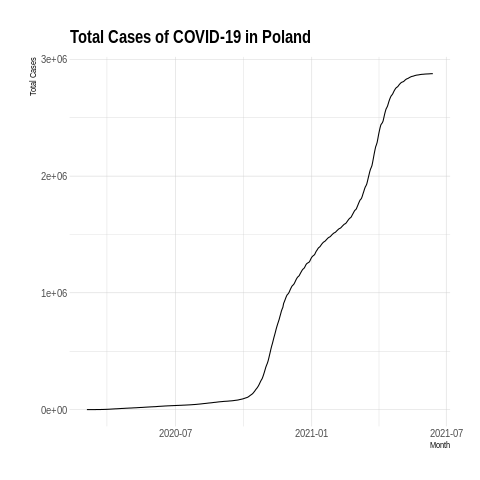 Total Cases of COVID-19 in Poland
Total Cases
3e+06
2e+06
1e+06
0e+00
2020-07
2021-01
2021-07
Month